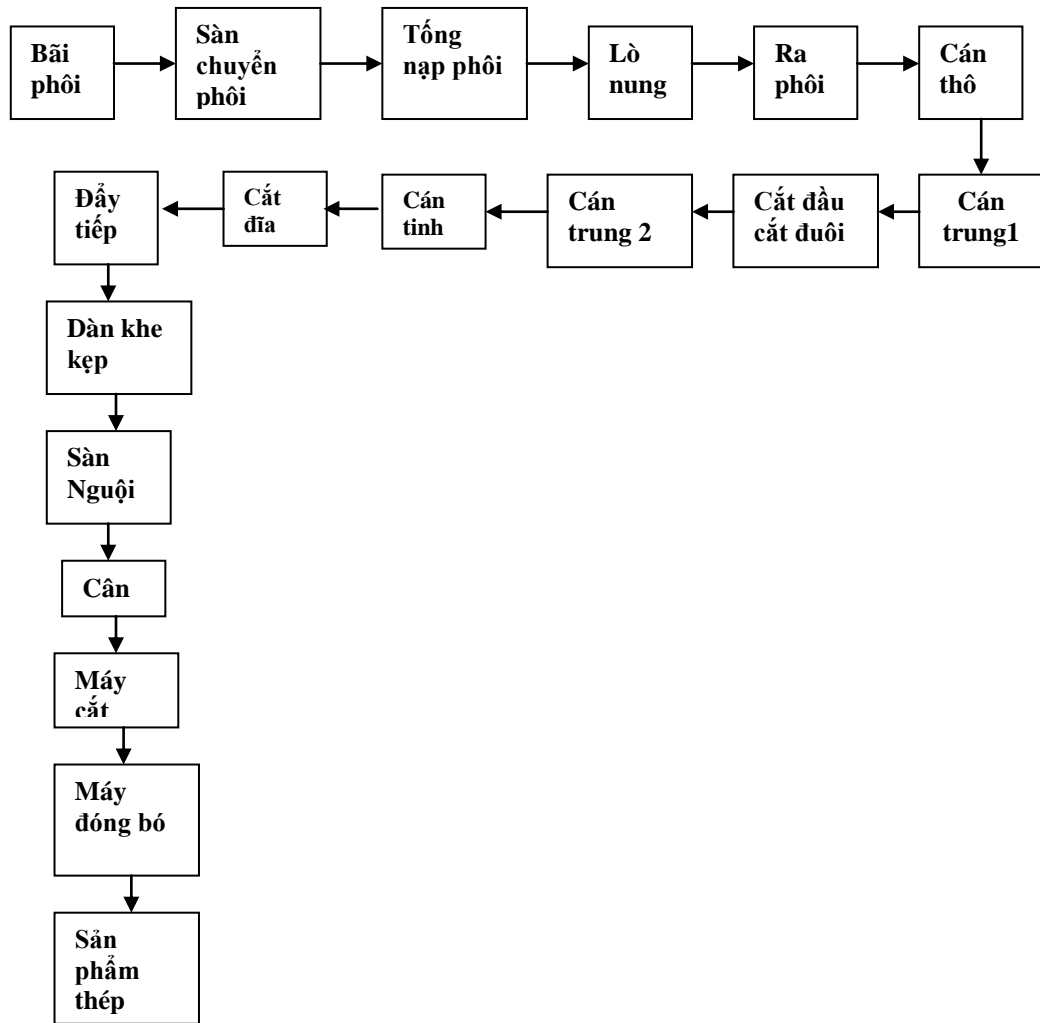 Bãi
phôi
Sàn
chuyển
phôi
Tống
nạp phôi
Lò
nung
Ra
phôi
Cán
thô
Cán
trung1
Cắt đầu
cắt đuôi
Cán
trung 2
Cán
tinh
Cắt
đĩa
Đẩy
tiếp
Dàn khe
kẹp
Sàn
Nguội
Cân
Máy
cắt
Máy
đóng bó
Sản
phẩm
thép